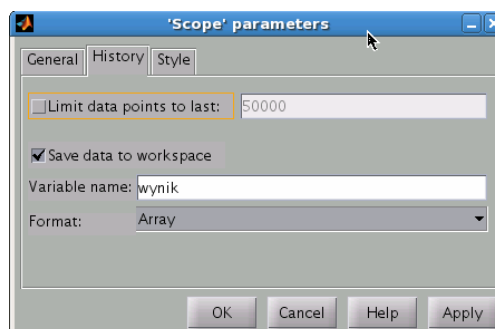 'Scope' parameters
General History Style
Limit data points to last: 50000
Save data to workspace
Variable name: wynik
Format: Array
OK Cancel Help Apply